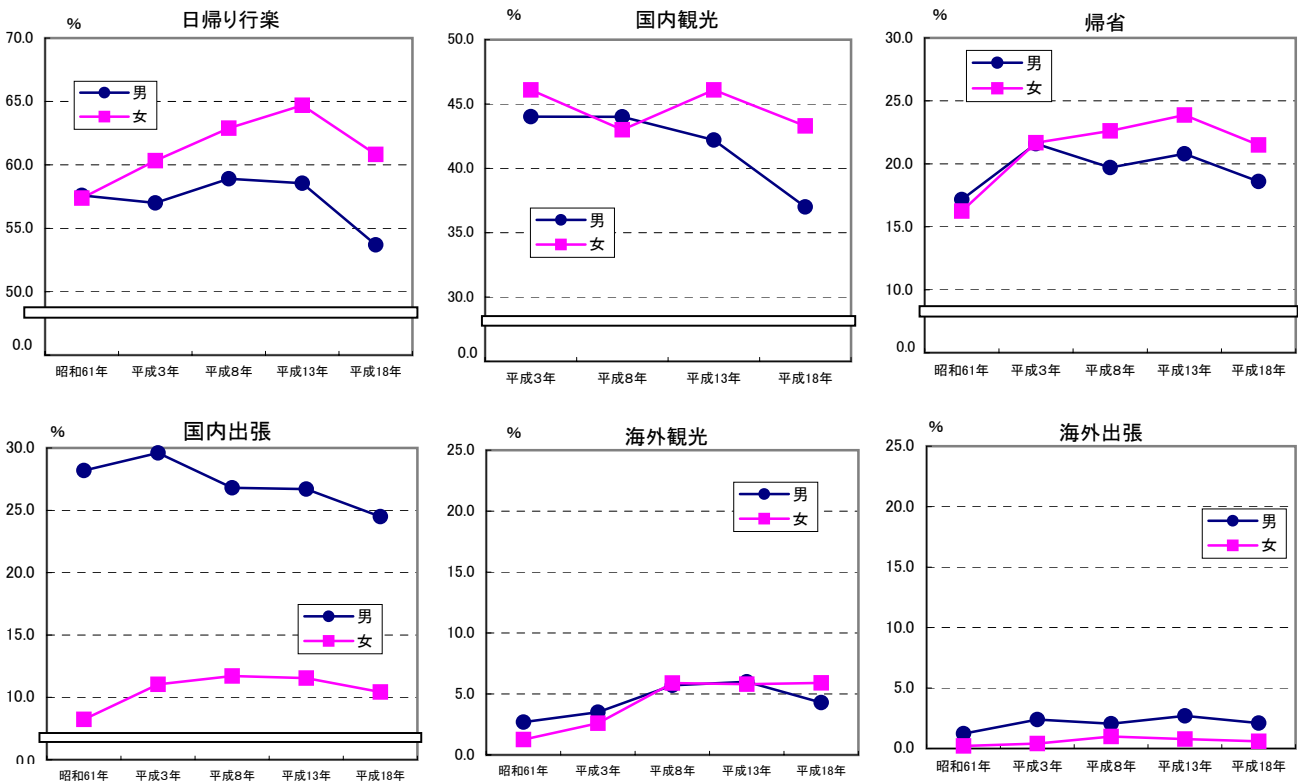 日帰り行楽
%
70.0
65.0
60.0
55.0
50.0
0.0
男
女
昭和61年 平成3年 平成8年 平成13年 平成18年
国内観光
%
50.0
45.0
40.0
35.0
30.0
0.0
男
女
平成3年 平成8年 平成13年 平成18年
帰省
%
30.0
25.0
20.0
15.0
10.0
0.0
男
女
昭和61年 平成3年 平成8年 平成13年 平成18年
国内出張
%
30.0
25.0
20.0
15.0
10.0
0.0
男
女
昭和61年 平成3年 平成8年 平成13年 平成18年
海外観光
%
25.0
20.0
15.0
10.0
5.0
0.0
男
女
昭和61年 平成3年 平成8年 平成13年 平成18年
海外出張
%
25.0
20.0
15.0
10.0
5.0
0.0
男
女
昭和61年 平成3年 平成8年 平成13年 平成18年